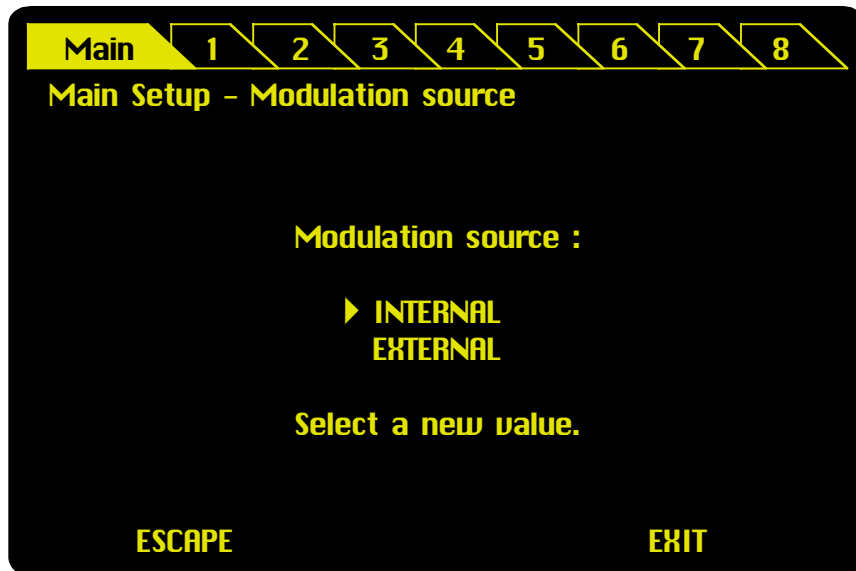 Main 1 2 3 4 5 6 7 8
Main Setup - Modulation source
Modulation source :
INTERNAL
EXTERNAL
Select a new value.
ESCAPE EXIT